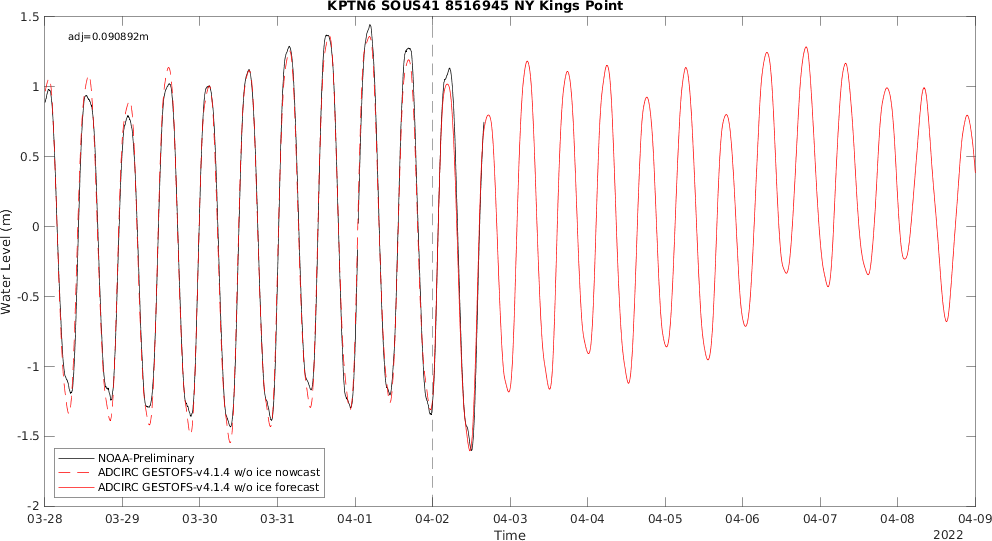 KPTN6 SOUS41 8516945 NY Kings Point
adj=0.090892m
Water Level (m)
1.5
1
0.5
0
-0.5
-1
-1.5
-2
NOAA-Preliminary
ADCIRC GESTOFS-v4.1.4 w/o ice nowcast
ADCIRC GESTOFS-v4.1.4 w/o ice forecast
03-28 03-29 03-30 03-31 04-01 04-02 04-03 04-04 04-05 04-06 04-07 04-08 04-09
Time
2022